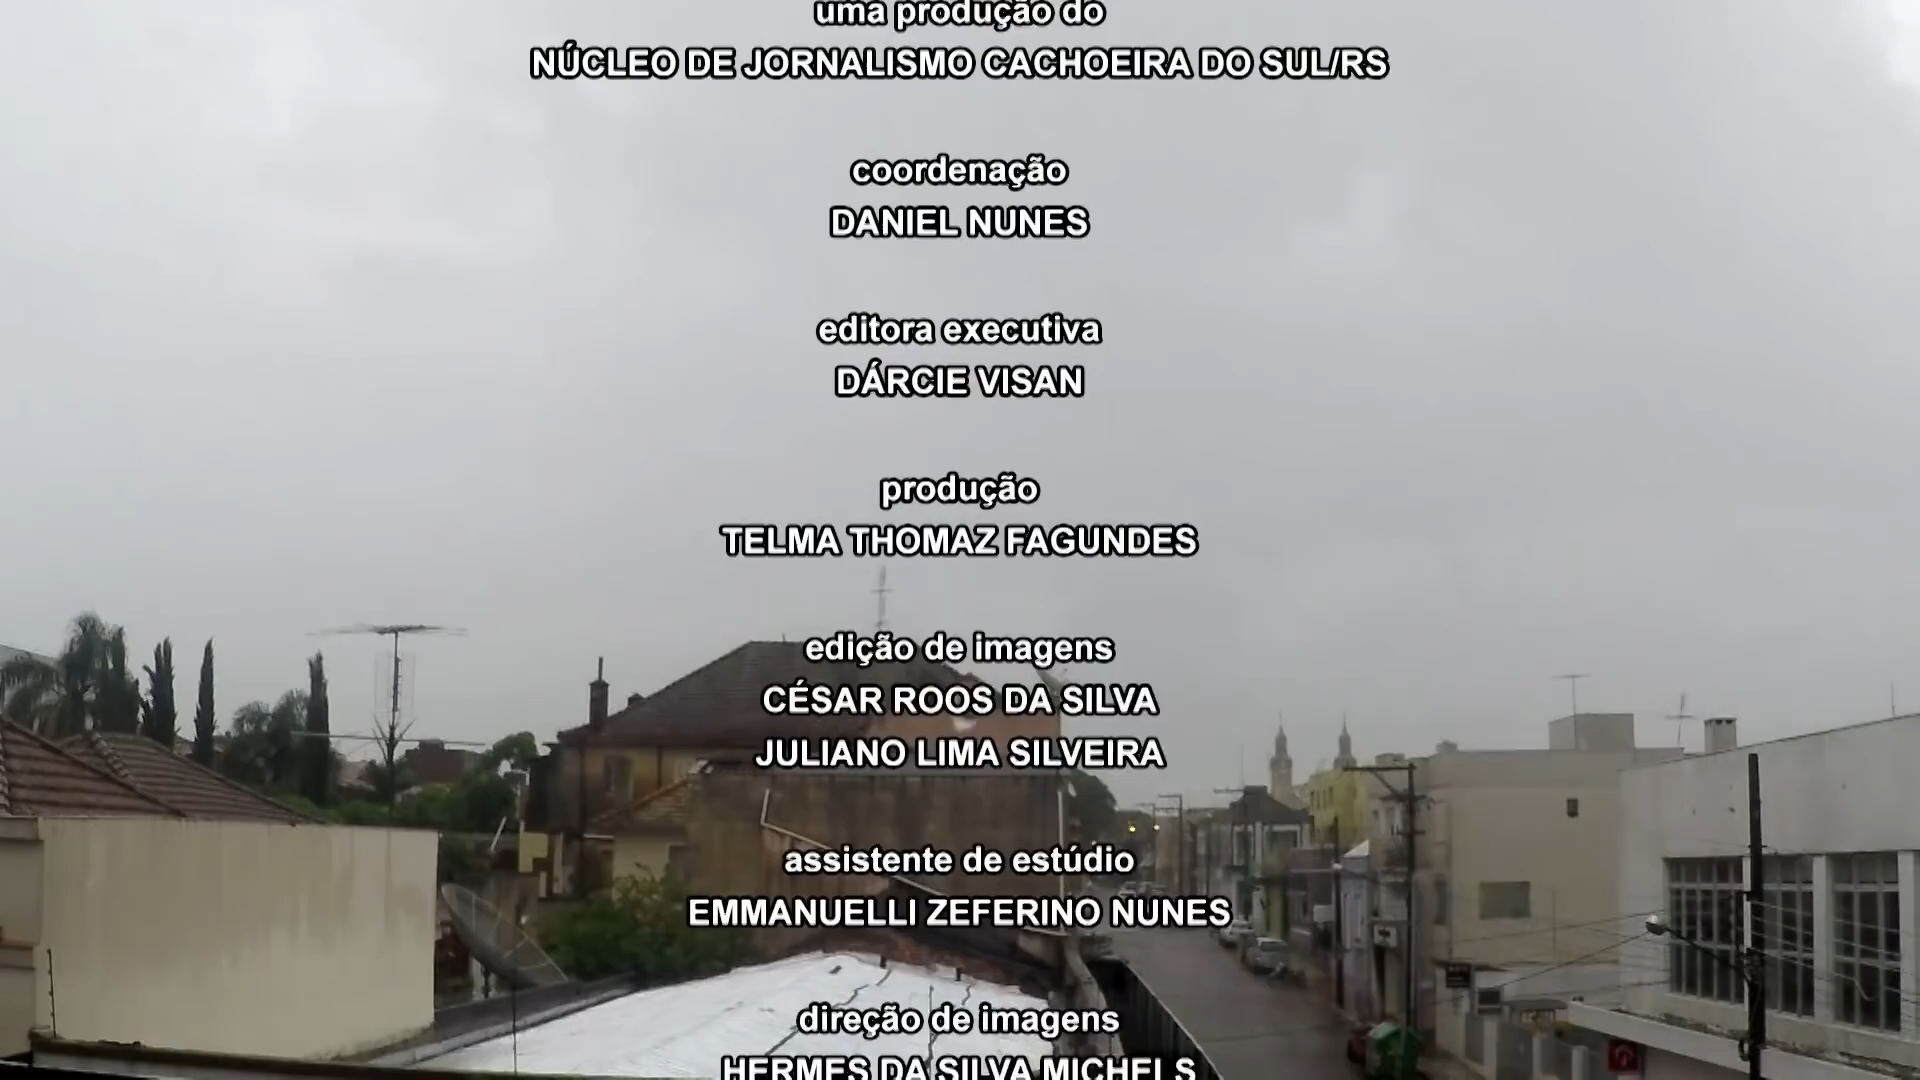 uma produção do
NÚCLEO DE JORNALISMO CACHOEIRA DO SUL/RS
coordenação
DANIEL NUNES
editora executiva
DÁRCIE VISAN
produção
TELMA THOMAZ FAGUNDES
edição de imagens
CÉSAR ROOS DA SILVA
JULIANO LIMA SILVEIRA
assistente de estúdio
EMMANUELLI ZEFERINO NUNES
direção de imagens
HERMES DA SILVA MICHELS